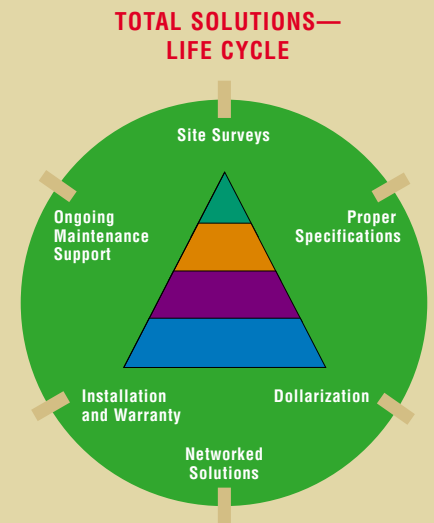 TOTAL SOLUTIONS—
LIFE CYCLE
Site Surveys
Ongoing
Maintenance
Support
Proper
Specifications
Installation
and Warranty
Dollarization
Networked
Solutions